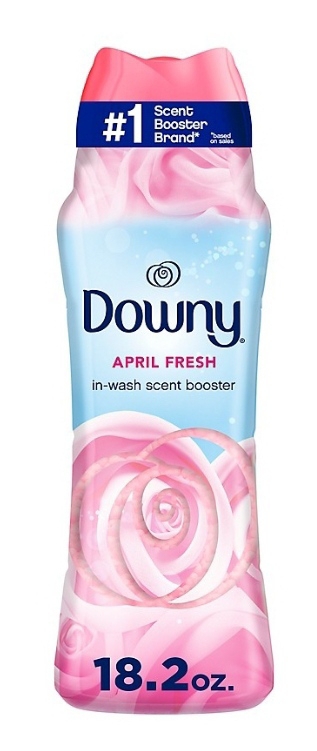 #1 Scent
Booster
Brand*
*based
on sales
Downy®
APRIL FRESH
in-wash scent booster
18.2oz.